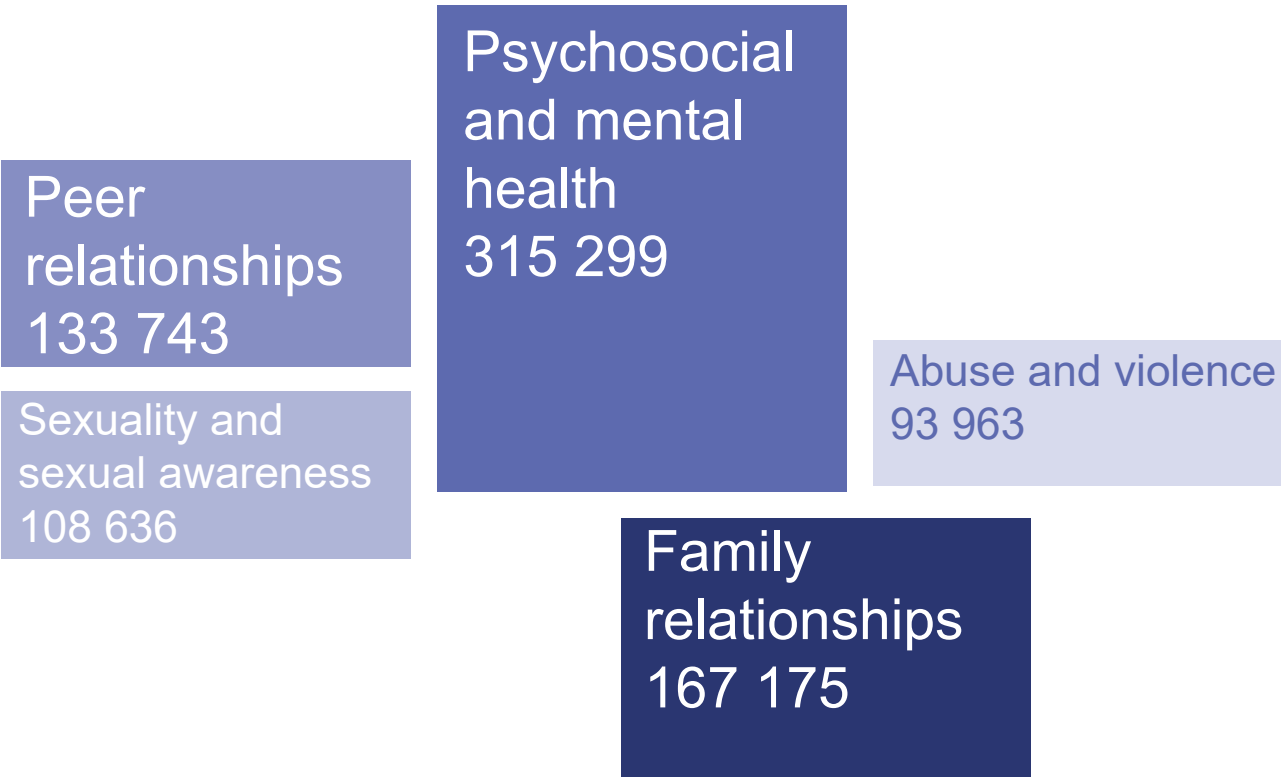 Psychosocial
and mental
health
315 299
Peer
relationships
133 743
Abuse and violence
93 963
Sexuality and
sexual awareness
108 636
Family
relationships
167 175